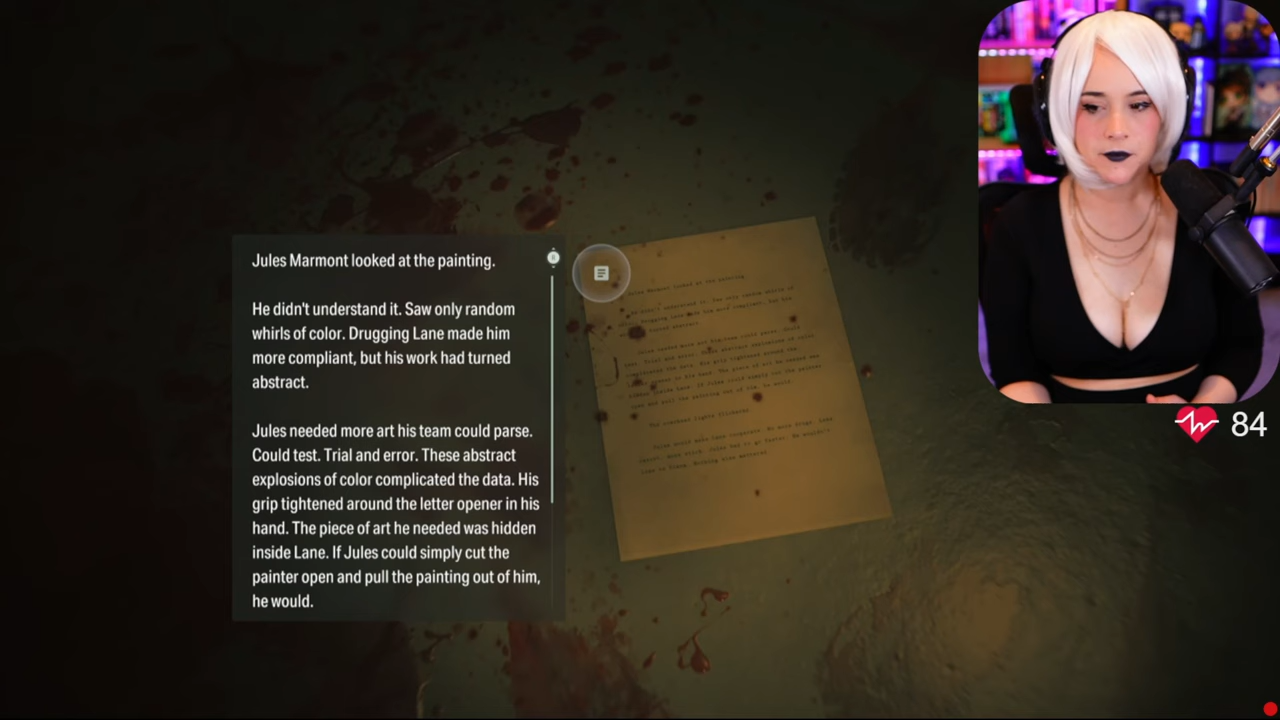 Jules Marmont looked at the painting.
He didn't understand it. Saw only random
whirls of color. Drugging Lane made him
more compliant, but his work had turned
abstract.
Jules needed more art his team could parse.
Could test. Trial and error. These abstract
explosions of color complicated the data. His
grip tightened around the letter opener in his
hand. The piece of art he needed was hidden
inside Lane. If Jules could simply cut the
painter open and pull the painting out of him,
he would.
84